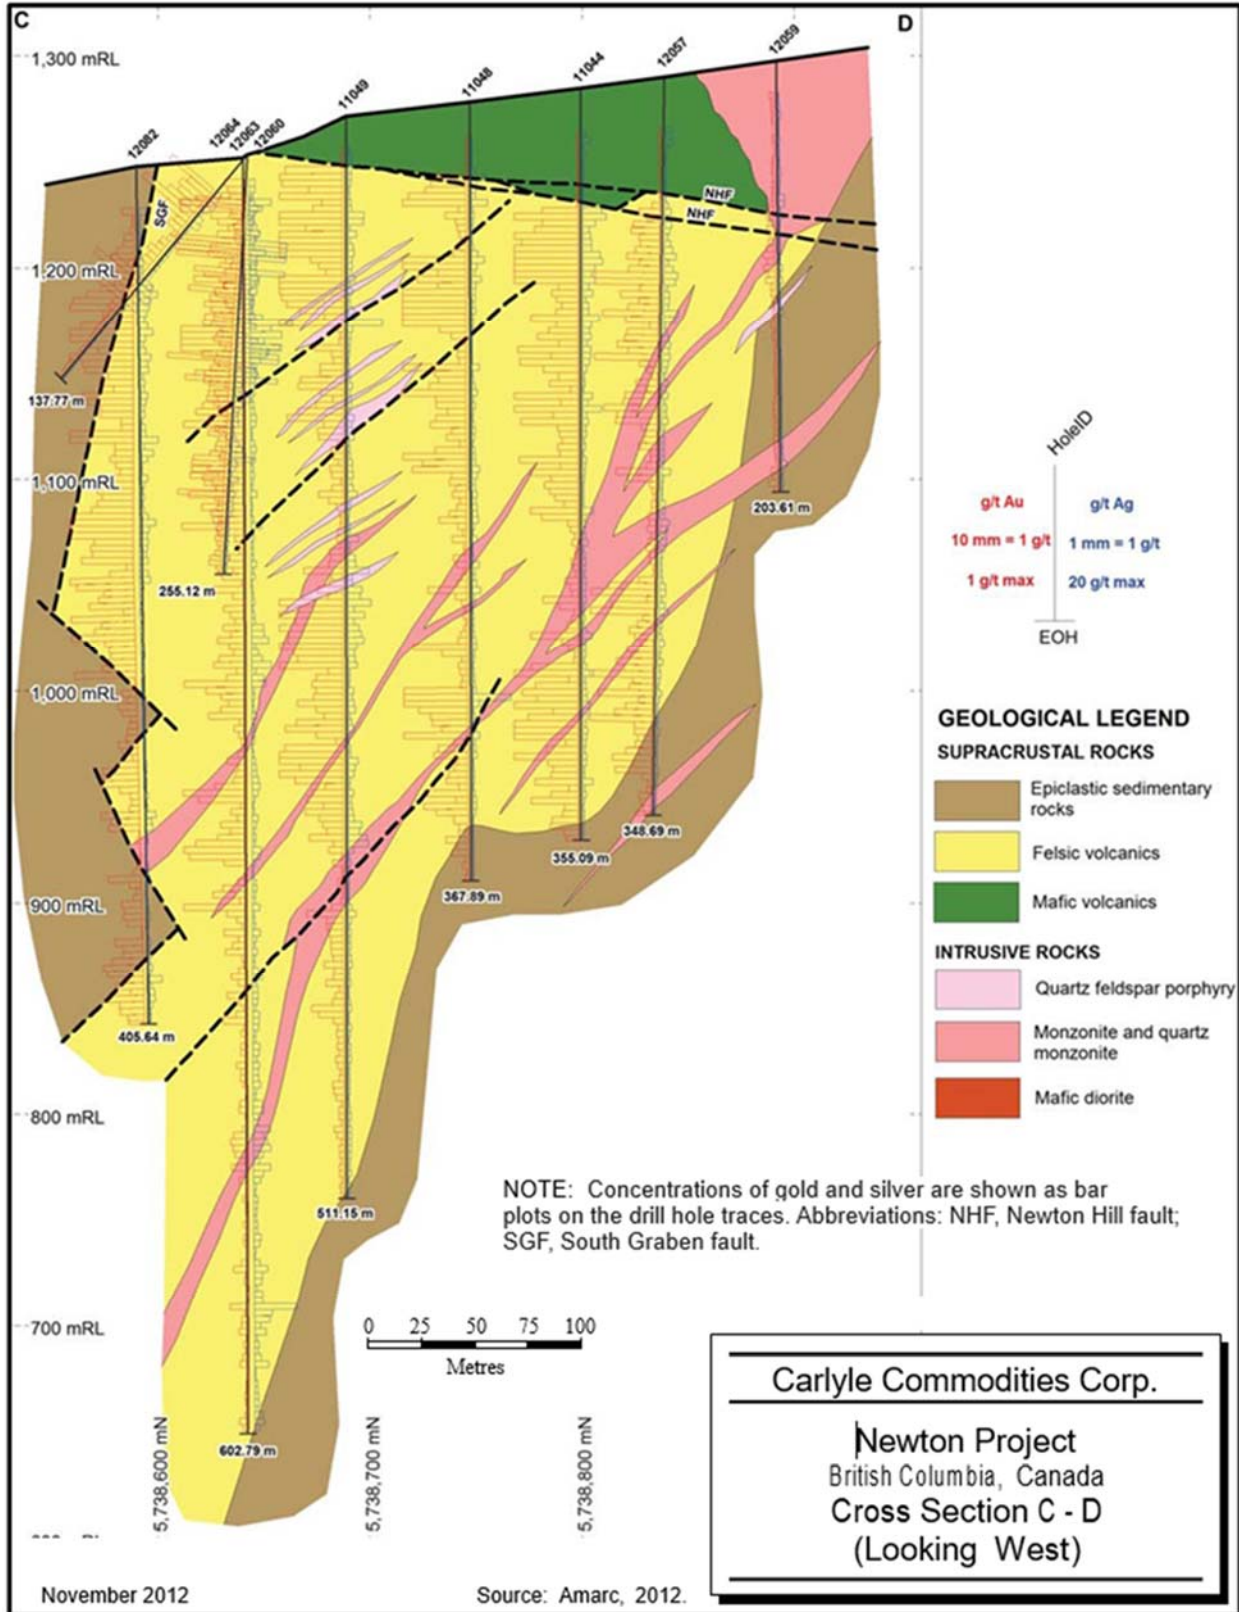 C
D
1,300 mRL
1,200 mRL
1,100 mRL
1,000 mRL
900 mRL
800 mRL
700 mRL
12082
12064
12063
12060
11049
11048
11044
12057
12059
SGF
NHF
NHF
137.77 m
255.12 m
203.61 m
348.69 m
355.09 m
367.89 m
405.64 m
511.15 m
602.79 m
HoleID
g/t Au
g/t Ag
10 mm = 1 g/t
1 mm = 1 g/t
1 g/t max
20 g/t max
EOH
GEOLOGICAL LEGEND
SUPRACRUSTAL ROCKS
Epiclastic sedimentary
rocks
Felsic volcanics
Mafic volcanics
INTRUSIVE ROCKS
Quartz feldspar porphyry
Monzonite and quartz
monzonite
Mafic diorite
NOTE: Concentrations of gold and silver are shown as bar
plots on the drill hole traces. Abbreviations: NHF, Newton Hill fault;
SGF, South Graben fault.
0 25 50 75 100
Metres
5,738,600 mN
5,738,700 mN
5,738,800 mN
Carlyle Commodities Corp.
Newton Project
British Columbia, Canada
Cross Section C - D
(Looking West)
November 2012
Source: Amarc, 2012.